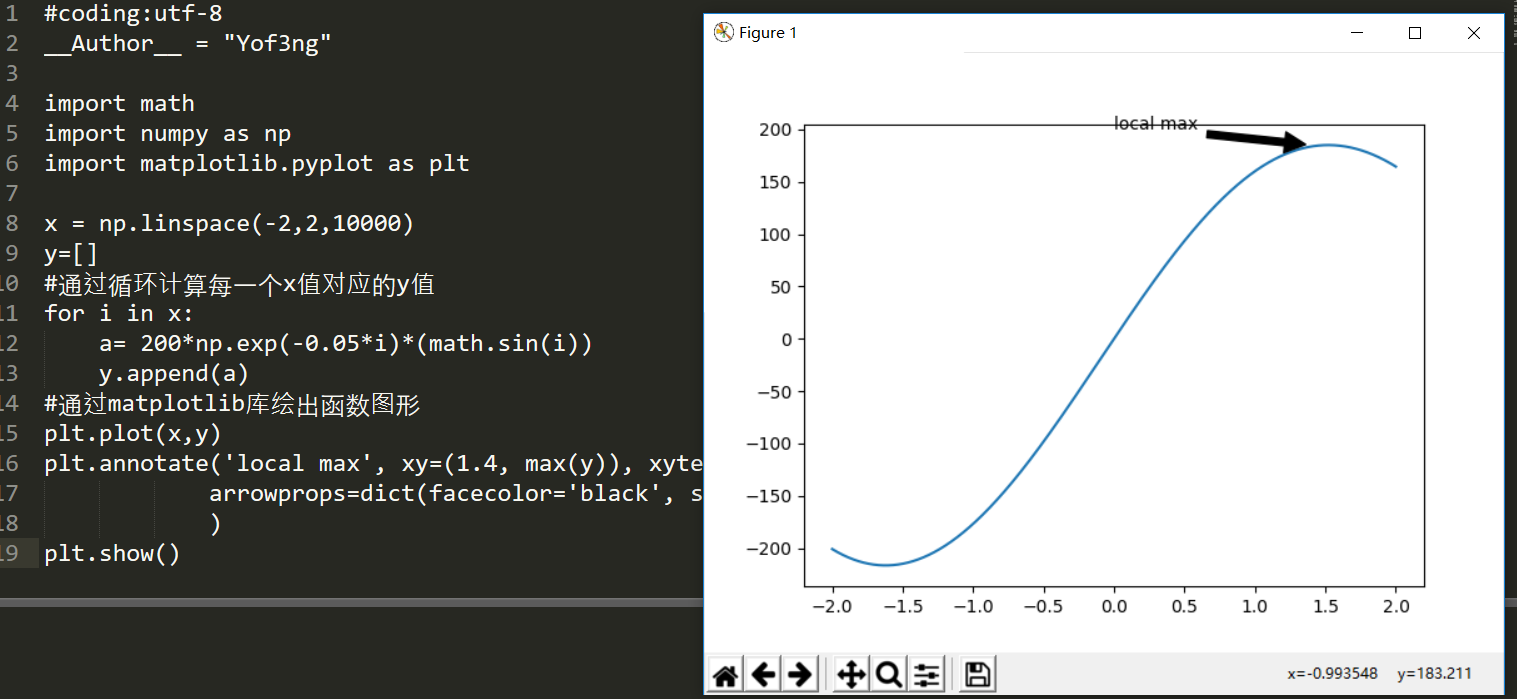 1 #coding:utf-8
2 __Author__ = "Yof3ng"
3
4 import math
5 import numpy as np
6 import matplotlib.pyplot as plt
7
8 x = np.linspace(-2,2,10000)
9 y=[]
10 #通过循环计算每一个x值对应的y值
11 for i in x:
12     a= 200*np.exp(-0.05*i)*(math.sin(i))
13     y.append(a)
14 #通过matplotlib库绘出函数图形
15 plt.plot(x,y)
16 plt.annotate('local max', xy=(1.4, max(y)), xyte
17             arrowprops=dict(facecolor='black', s
18             )
19 plt.show()
Figure 1
local max
200
150
100
50
0
−50
−100
−150
−200
−2.0 −1.5 −1.0 −0.5 0.0 0.5 1.0 1.5 2.0
x=-0.993548 y=183.211